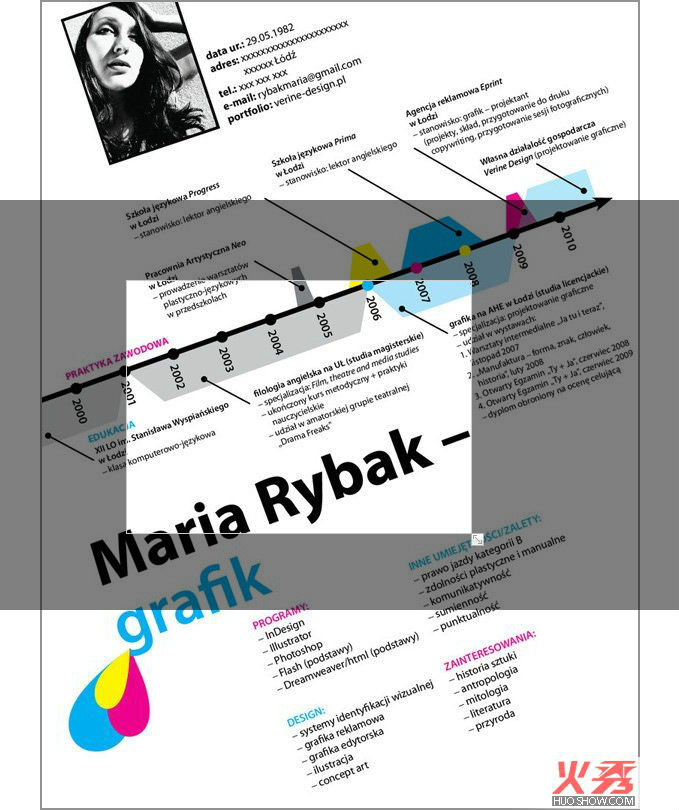 data ur.: 29.05.1982
adres: xxxxxxxxxxxxxxxxxxxxxx
xxxxxx Łódź
tel.: xxx xxx xxx
e-mail: rybakmaria@gmail.com
portfolio: verine-design.pl
Agencja reklamowa Eprint
w Łodzi
– stanowisko: grafik – projektant
(projekty, skład, przygotowanie do druku
copywriting, przygotowanie sesji fotograficznych)
Własna działalość gospodarcza
Verine Design (projektowanie graficzne)
Szkoła językowa Prima
w Łodzi
– stanowisko: lektor angielskiego
Szkoła językowa Progress
w Łodzi
– stanowisko: lektor angielskiego
Pracownia Artystyczna Neo
w Łodzi
– prowadzenie warsztatów
plastyczno-językowych
w przedszkolach
PRAKTYKA ZAWODOWA
2000
2001
2002
2003
2004
2005
2006
2007
2008
2009
2010
EDUKACJA
XII LO im. Stanisława Wyspiańskiego
w Łodzi
– klasa komputerowo-językowa
filologia angielska na UŁ (studia magisterskie)
– specjalizacja: Film, theatre and media studies
– ukończony kurs metodyczny + praktyki
nauczycielskie
– udział w amatorskiej grupie teatralnej
„Drama Freaks”
grafika na AHE w Łodzi (studia licencjackie)
– specjalizacja: projektowanie graficzne
– udział w wystawach:
1. Warsztaty intermedialne „Ja tu i teraz”,
listopad 2007
2. „Manufaktura – forma, znak, człowiek,
historia”, luty 2008
3. Otwarty Egzamin „Ty + Ja”, czerwiec 2008
4. Otwarty Egzamin „Ty + Ja”, czerwiec 2009
– dyplom obroniony na ocenę celującą
Maria Rybak –
grafik
PROGRAMY:
– InDesign
– Illustrator
– Photoshop
– Flash (podstawy)
– Dreamweaver/html (podstawy)
INNE UMIEJĘTNOŚCI/ZALETY:
– prawo jazdy kategorii B
– zdolności plastyczne i manualne
– komunikatywność
– sumienność
– punktualność
DESIGN:
– systemy identyfikacji wizualnej
– grafika reklamowa
– grafika edytorska
– ilustracja
– concept art
ZAINTERESOWANIA:
– historia sztuki
– antropologia
– mitologia
– literatura
– przyroda
火秀
HUOSHOW.COM